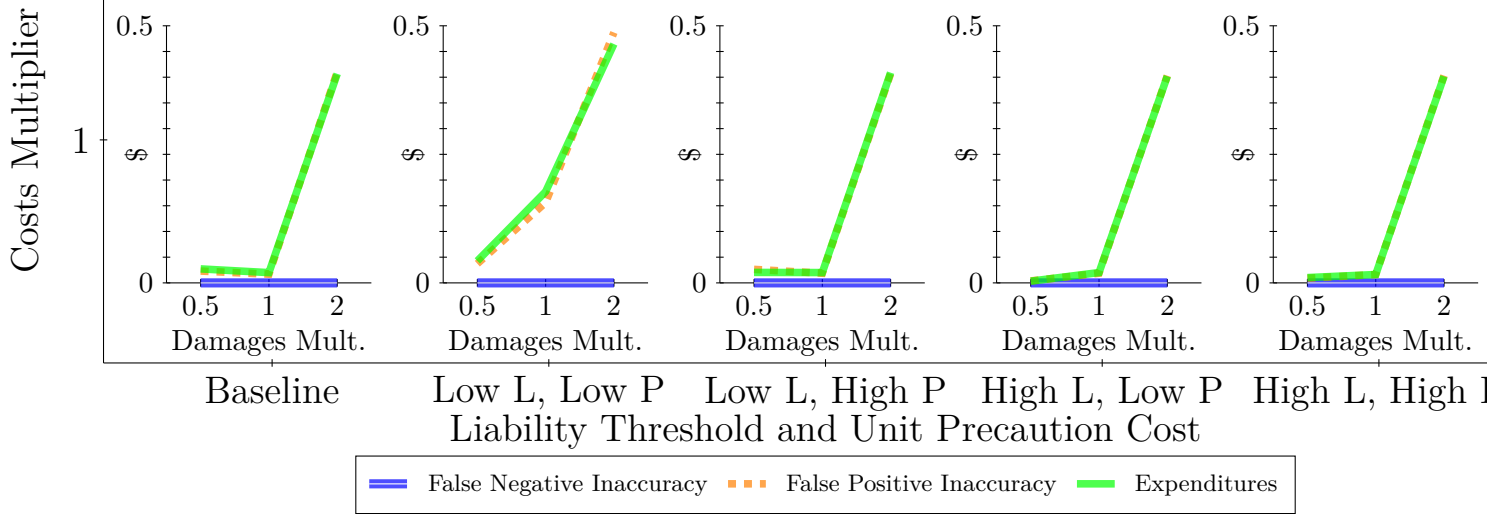 Costs Multiplier
1
0.5 0.5 0.5 0.5 0.5
$ $ $ $ $
0 0 0 0 0
0.5 1 2 0.5 1 2 0.5 1 2 0.5 1 2 0.5 1 2
Damages Mult. Damages Mult. Damages Mult. Damages Mult. Damages Mult.
Baseline Low L, Low P Low L, High P High L, Low P High L, High
Liability Threshold and Unit Precaution Cost
False Negative Inaccuracy False Positive Inaccuracy Expenditures